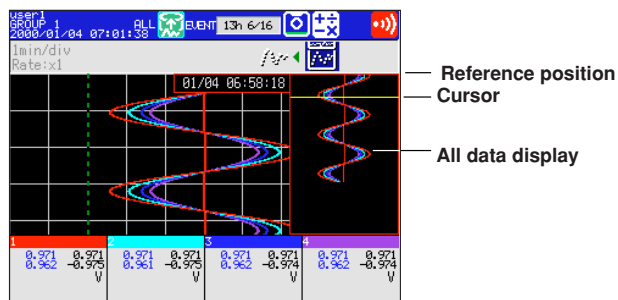 user1
GROUP 1 ALL EVENT 13h 6/16
2000/01/04 07:01:38
1min/div
Rate:x1
01/04 06:58:18
Reference position
Cursor
All data display
1 2 3 4
0.971 0.971 0.971 0.971 0.971 0.971 0.971 0.971
0.962 -0.975 0.961 -0.975 0.962 -0.974 0.962 -0.974
V V V V